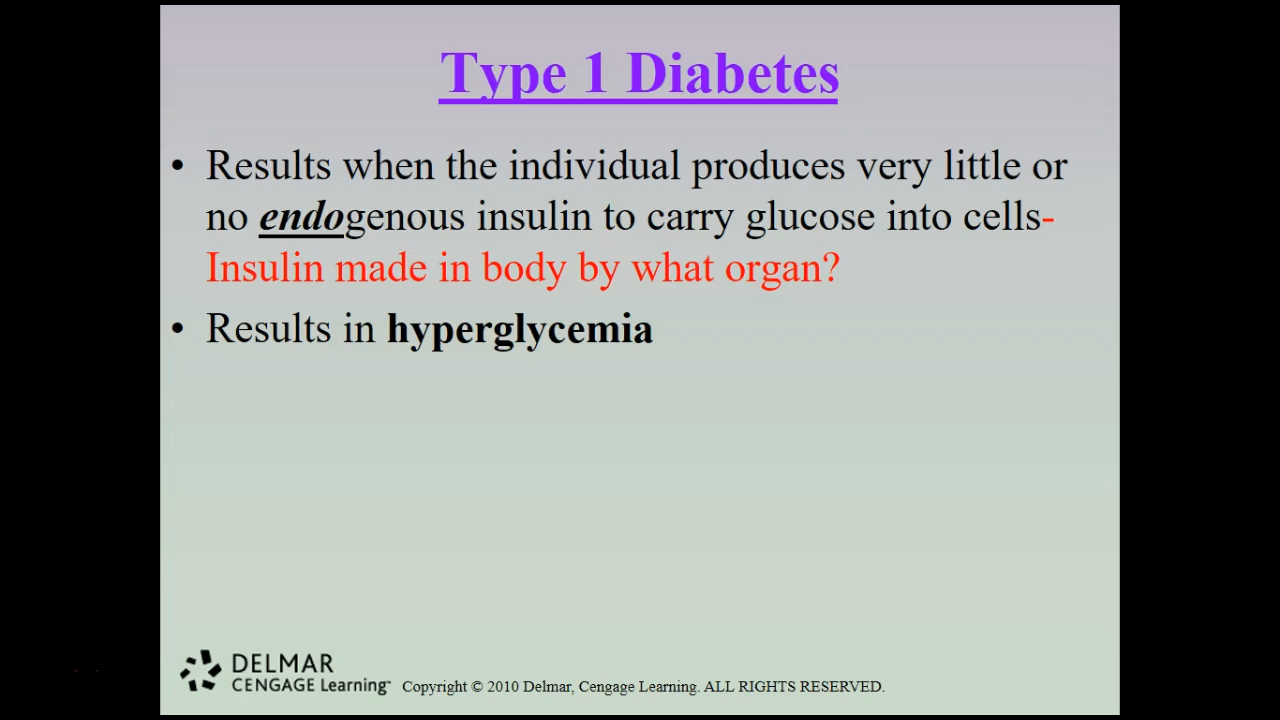 Type 1 Diabetes
• Results when the individual produces very little or
no endogenous insulin to carry glucose into cells-
Insulin made in body by what organ?
• Results in hyperglycemia
DELMAR
CENGAGE Learning™
Copyright © 2010 Delmar, Cengage Learning. ALL RIGHTS RESERVED.